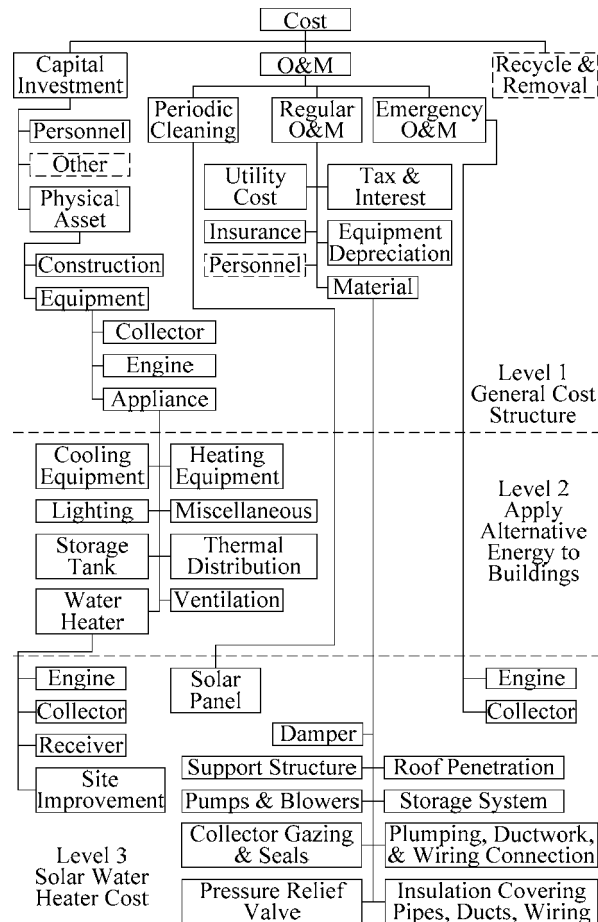 Cost
Capital
Investment
O&M
Recycle &
Removal
Periodic
Cleaning
Regular
O&M
Emergency
O&M
Personnel
Other
Physical
Asset
Utility
Cost
Tax &
Interest
Insurance
Equipment
Depreciation
Personnel
Material
Construction
Equipment
Collector
Engine
Appliance
Level 1
General Cost
Structure
Cooling
Equipment
Heating
Equipment
Lighting
Miscellaneous
Storage
Tank
Thermal
Distribution
Water
Heater
Ventilation
Level 2
Apply
Alternative
Energy to
Buildings
Engine
Collector
Receiver
Site
Improvement
Solar
Panel
Engine
Collector
Damper
Support Structure
Roof Penetration
Pumps & Blowers
Storage System
Collector Gazing
& Seals
Plumping, Ductwork,
& Wiring Connection
Pressure Relief
Valve
Insulation Covering
Pipes, Ducts, Wiring
Level 3
Solar Water
Heater Cost